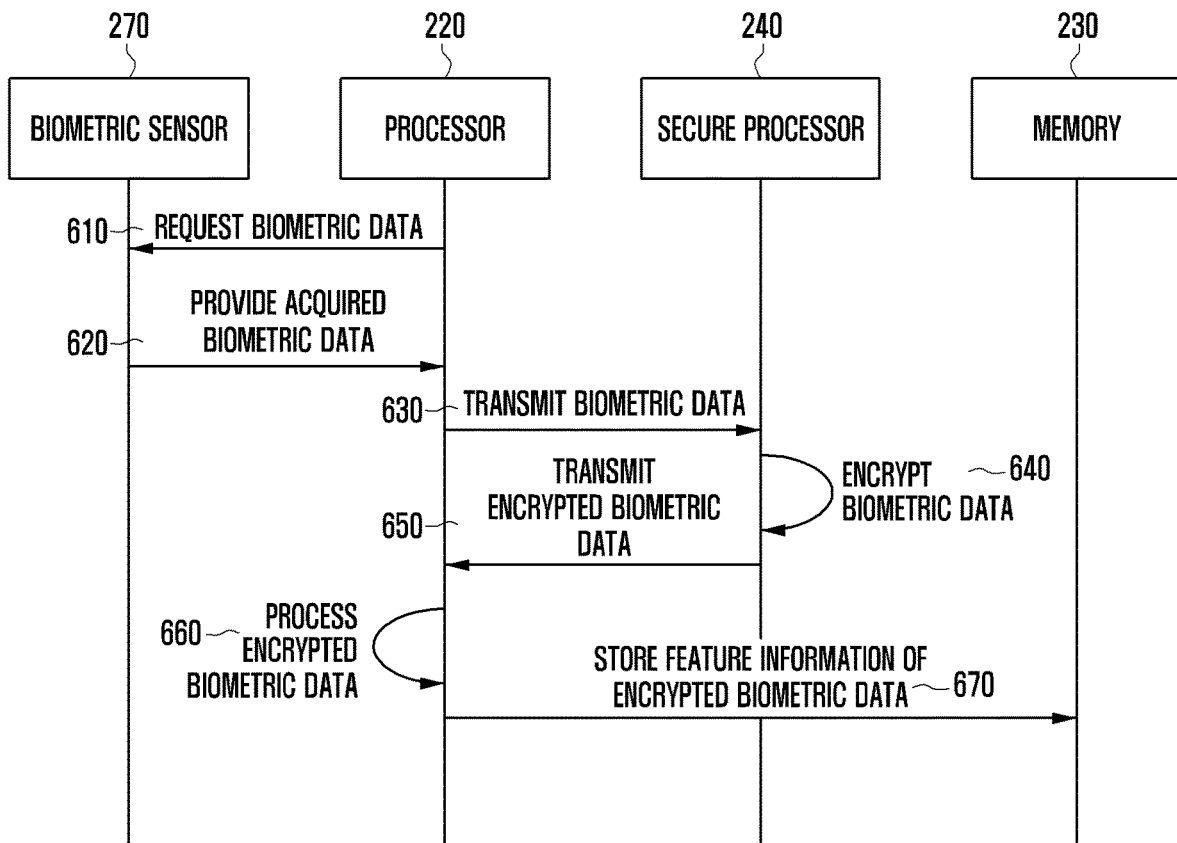 270
220
240
230
BIOMETRIC SENSOR
PROCESSOR
SECURE PROCESSOR
MEMORY
610
REQUEST BIOMETRIC DATA
PROVIDE ACQUIRED
BIOMETRIC DATA
620
630
TRANSMIT BIOMETRIC DATA
640
ENCRYPT
BIOMETRIC DATA
TRANSMIT
ENCRYPTED BIOMETRIC
DATA
650
660
PROCESS
ENCRYPTED
BIOMETRIC DATA
STORE FEATURE INFORMATION OF
ENCRYPTED BIOMETRIC DATA
670